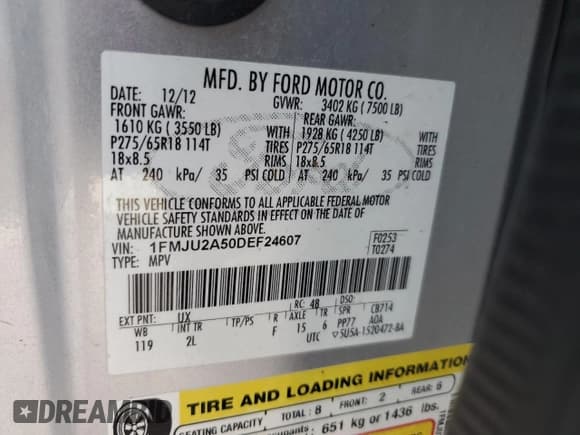 MFD. BY FORD MOTOR CO.
DATE: 12/12 GVWR: 3402 KG ( 7500 LB)
FRONT GAWR: REAR GAWR: -
1610 KG ( 3550 LB) WITH 1928 KG ( 4250 LB) WITH
P275/65R18 114T TIRES P275/65R18 114T TIRES
18x8.5 RIMS 18x8.5 RIMS
AT 240 kPa/ 35 PSI COLD AT 240 kPa/ 35 PSI COLD
Ford
THIS VEHICLE CONFORMS TO ALL APPLICABLE FEDERAL MOTOR
VEHICLE SAFETY STANDARDS IN EFFECT ON THE DATE OF
MANUFACTURE SHOWN ABOVE.
VIN: 1FMJU2A50DEF24607 F0253
TYPE: MPV T0274
EXT PNT: UX RC: 48 DSO:
WB INT TR TP/PS R AXLE TR SPR CB714
119 2L F 15 6 PP77 AOA
UTC ▽5U5A-1520472-BA
TIRE AND LOADING INFORMATION
SEATING CAPACITY TOTAL: 8 FRONT: 2 REAR: 6
651 kg or 1436 lbs.
DREAM